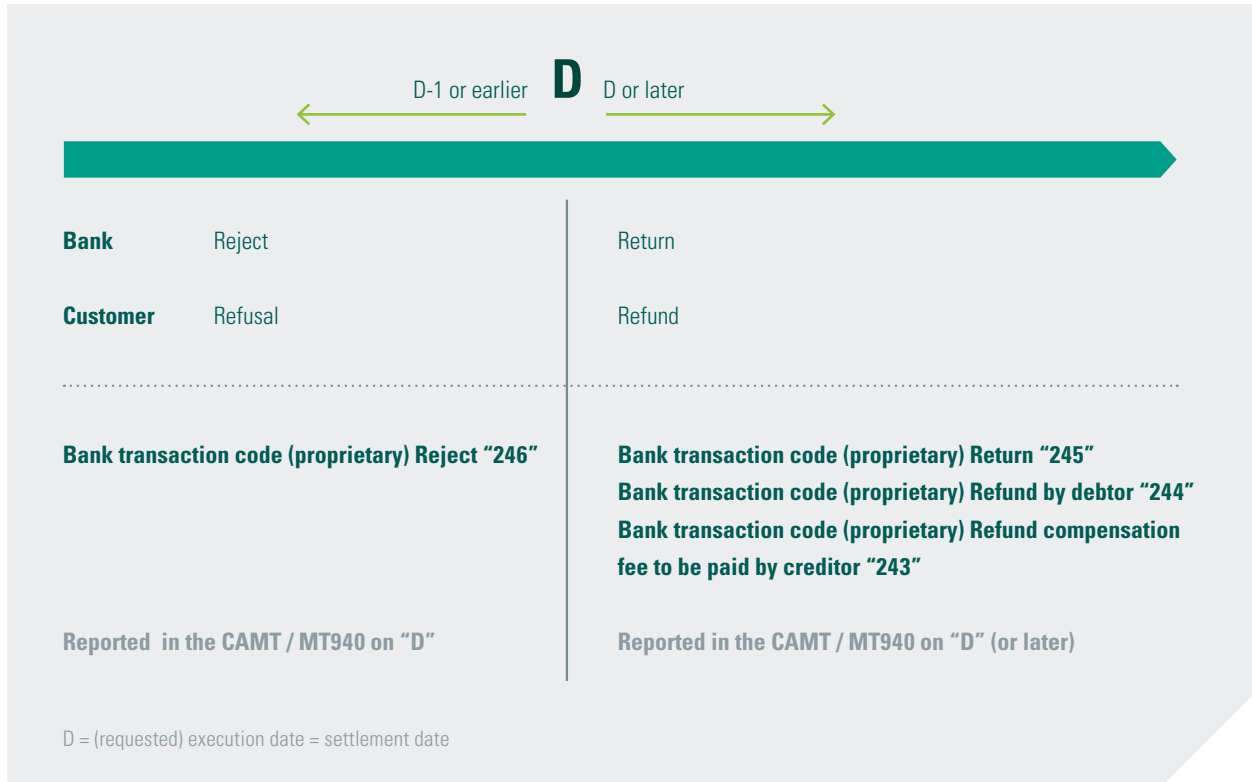 D-1 or earlier D D or later
Bank Reject Return
Customer Refusal Refund
Bank transaction code (proprietary) Reject “246”
Bank transaction code (proprietary) Return “245”
Bank transaction code (proprietary) Refund by debtor “244”
Bank transaction code (proprietary) Refund compensation
fee to be paid by creditor “243”
Reported in the CAMT / MT940 on “D”
Reported in the CAMT / MT940 on “D” (or later)
D = (requested) execution date = settlement date